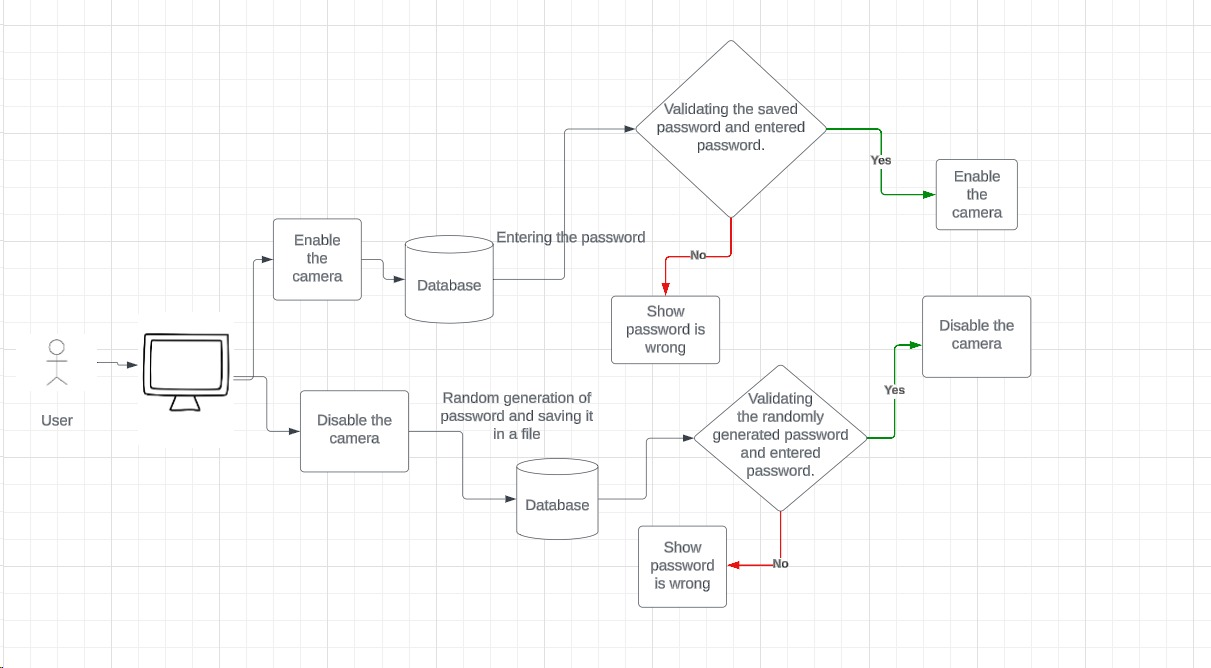 User
Enable
the
camera
Database
Entering the password
Validating the saved
password and entered
password.
Yes
Enable
the
camera
No
Show
password is
wrong
Disable the
camera
Random generation of
password and saving it
in a file
Database
Validating
the randomly
generated password
and entered
password.
Yes
Disable the
camera
No
Show
password
is wrong